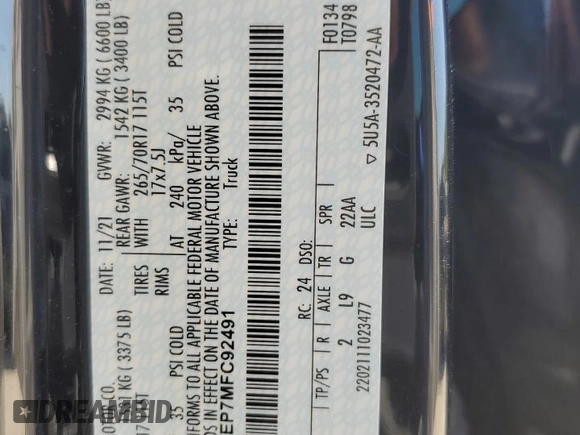 DATE: 11/21 GVWR: 2994 KG ( 6600 LB
KG ( 3375 LB) REAR GAWR: 1542 KG ( 3400 LB)
WITH 265/70R17 115T
TIRES
RIMS 17x7.5J
35 PSI COLD AT 240 kPa/ 35 PSI COLD
FORMS TO ALL APPLICABLE FEDERAL MOTOR VEHICLE
DS IN EFFECT ON THE DATE OF MANUFACTURE SHOWN ABOVE.
EP7MFC92491 TYPE: Truck
RC: 24 DSO: F0134
T0798
TP/PS R AXLE TR SPR
2 L9 G 22AA
2202111023477 ULC
▽ 5U5A-3520472-AA
DAMAGED CARS